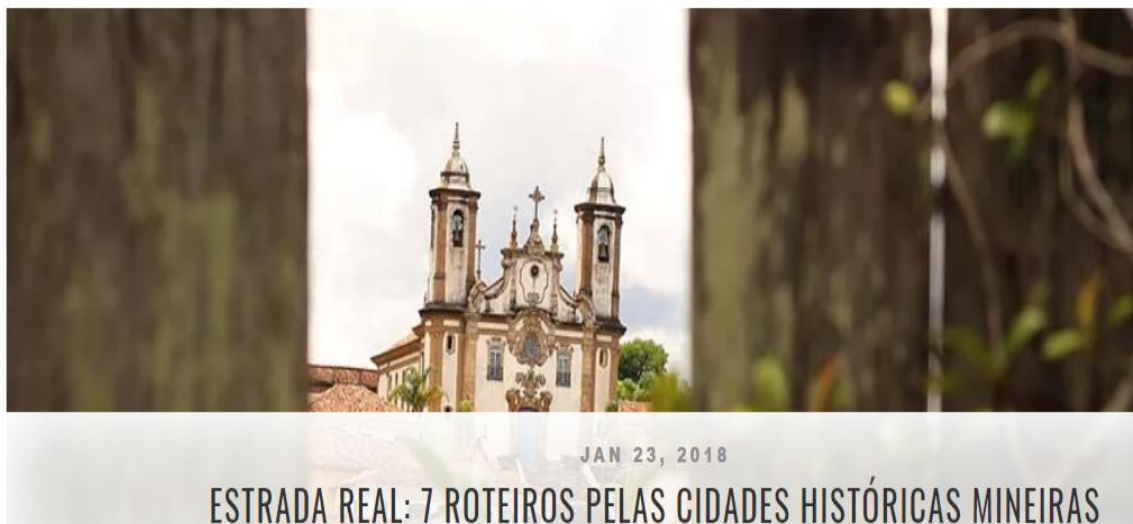 JAN 23, 2018
ESTRADA REAL: 7 ROTEIROS PELAS CIDADES HISTÓRICAS MINEIRAS